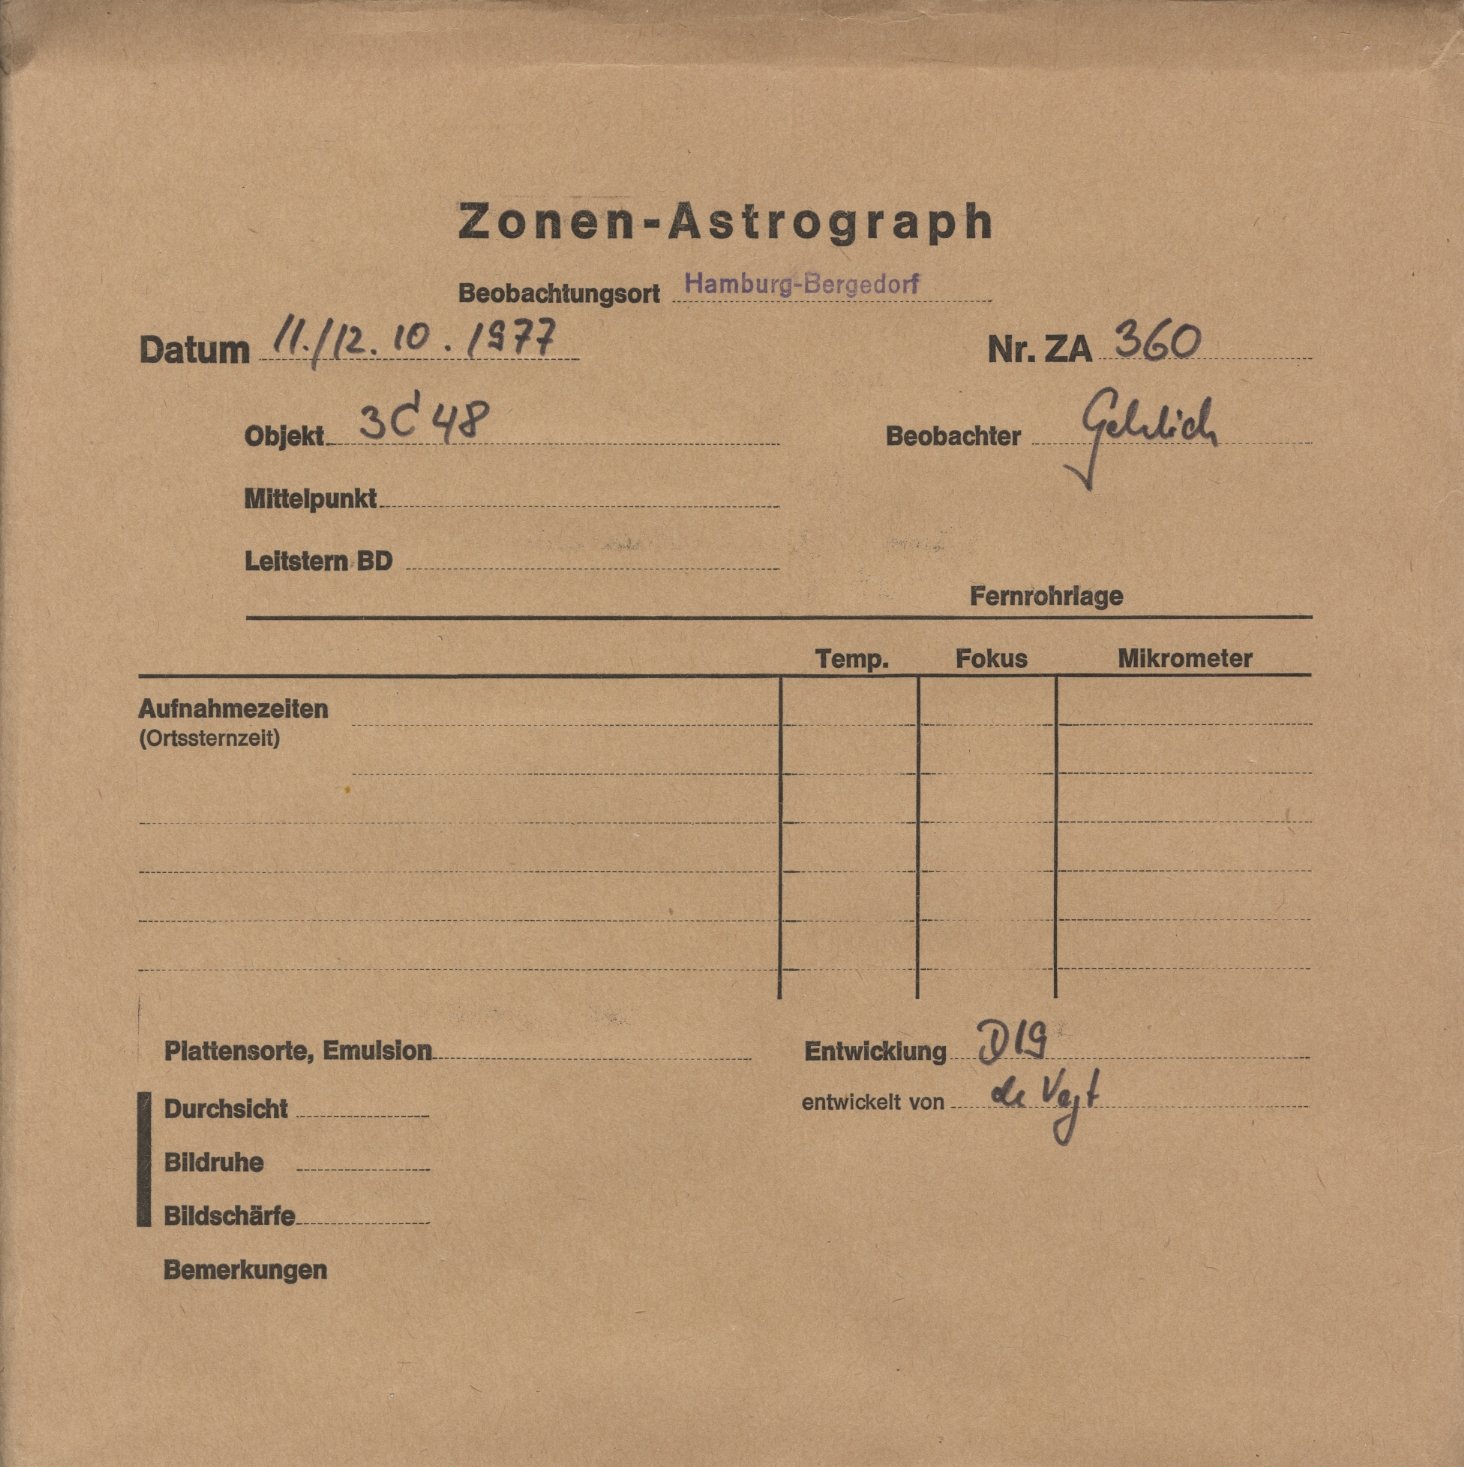 Zonen-Astrograph
Beobachtungsort Hamburg-Bergedorf
Datum 11./12. 10. 1977 Nr. ZA 360
Objekt 3C 48 Beobachter Gehlich
Mittelpunkt
Leitstern BD
Fernrohrlage
Temp. Fokus Mikrometer
Aufnahmezeiten
(Ortssternzeit)
Plattensorte, Emulsion Entwicklung D19
Durchsicht entwickelt von de Vegt
Bildruhe
Bildschärfe
Bemerkungen